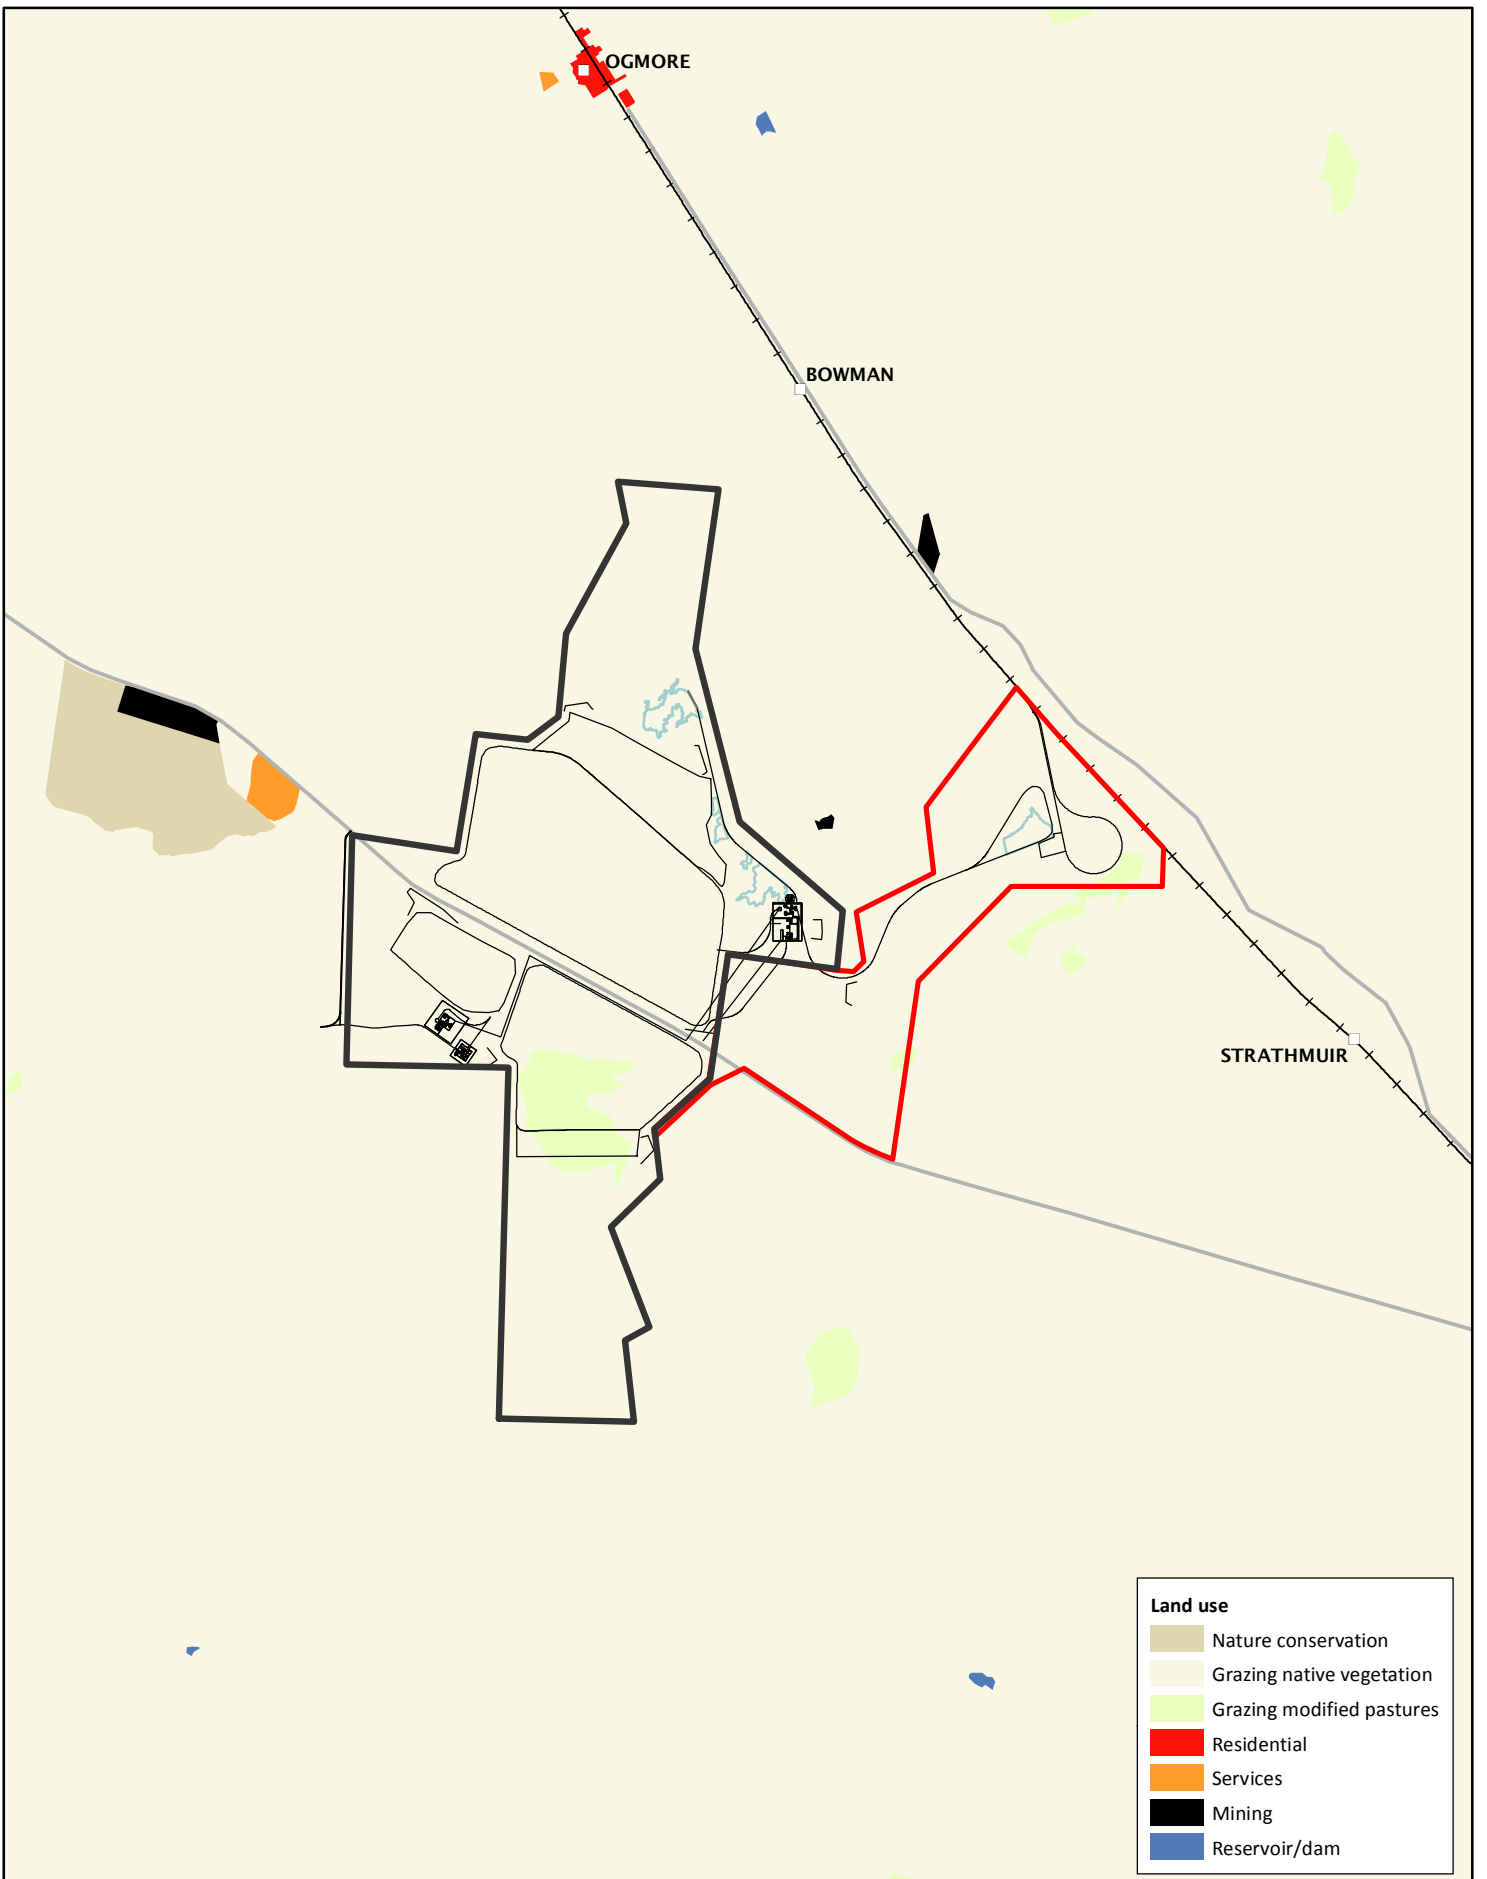 OGMORE
BOWMAN
STRATHMUIR
Land use
Nature conservation
Grazing native vegetation
Grazing modified pastures
Residential
Services
Mining
Reservoir/dam